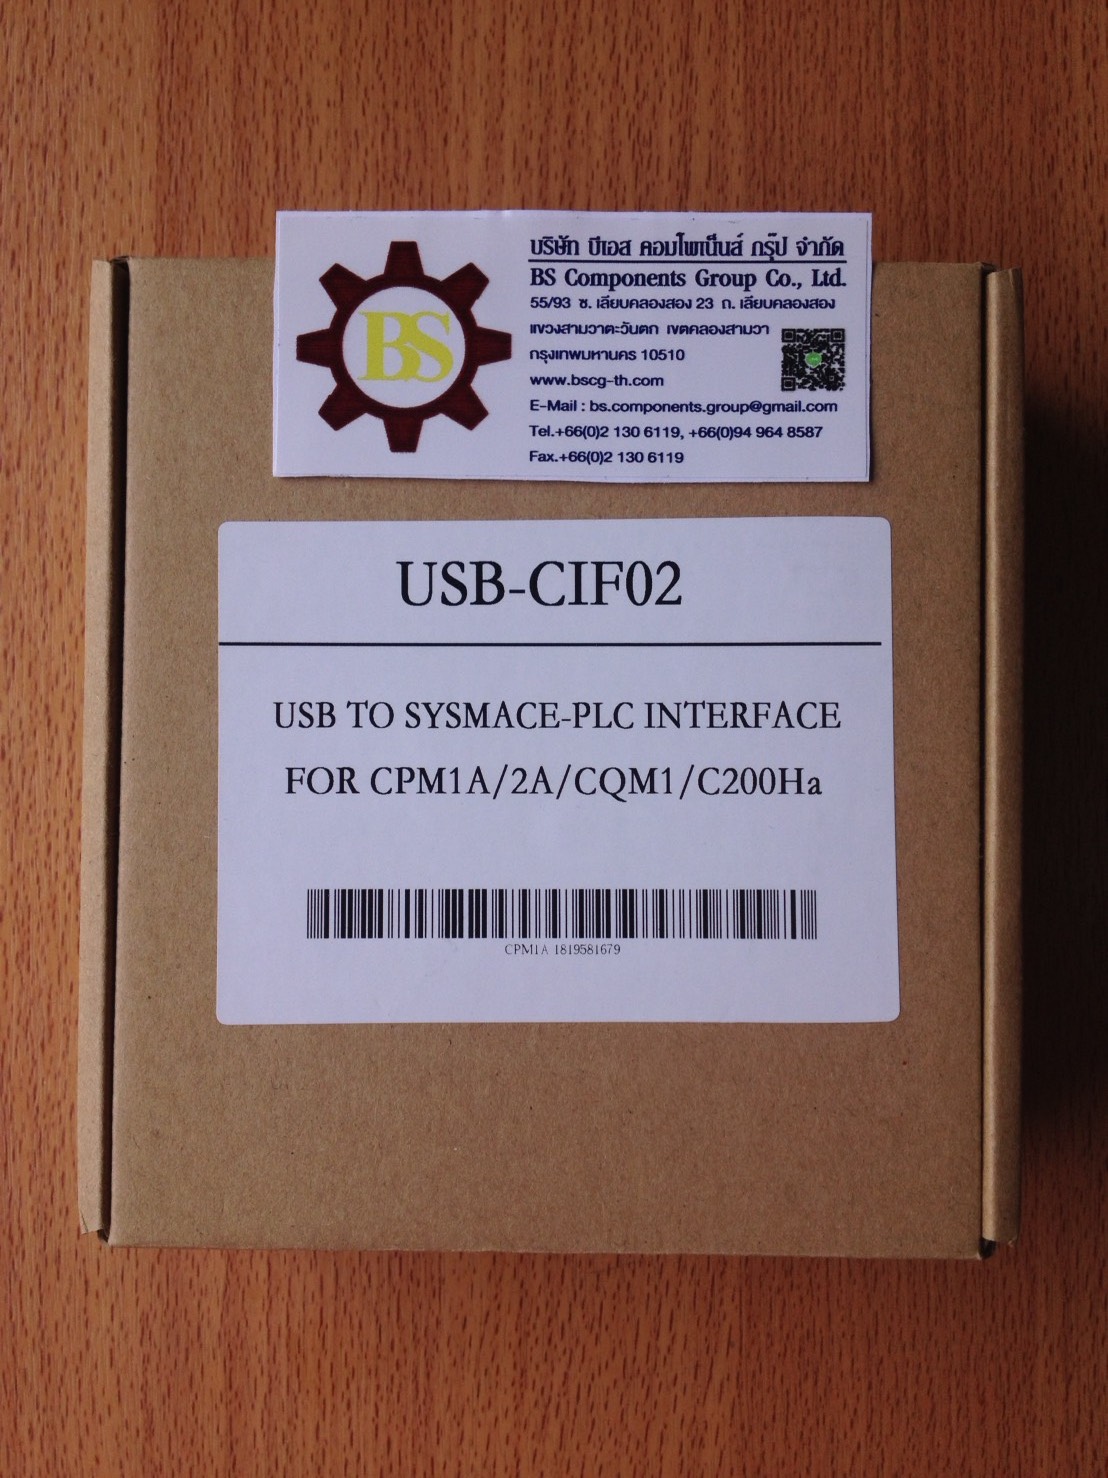 BS
บริษัท บีเอส คอมโพเน็นส์ กรุ๊ป จำกัด
BS Components Group Co., Ltd.
55/93 ซ. เลียบคลองสอง 23 ถ. เลียบคลองสอง
แขวงสามวาตะวันตก เขตคลองสามวา
กรุงเทพมหานคร 10510
www.bscg-th.com
E-Mail : bs.components.group@gmail.com
Tel.+66(0)2 130 6119, +66(0)94 964 8587
Fax.+66(0)2 130 6119
USB-CIF02
USB TO SYSMACE-PLC INTERFACE
FOR CPM1A/2A/CQM1/C200Ha
CPM1A 1819581679